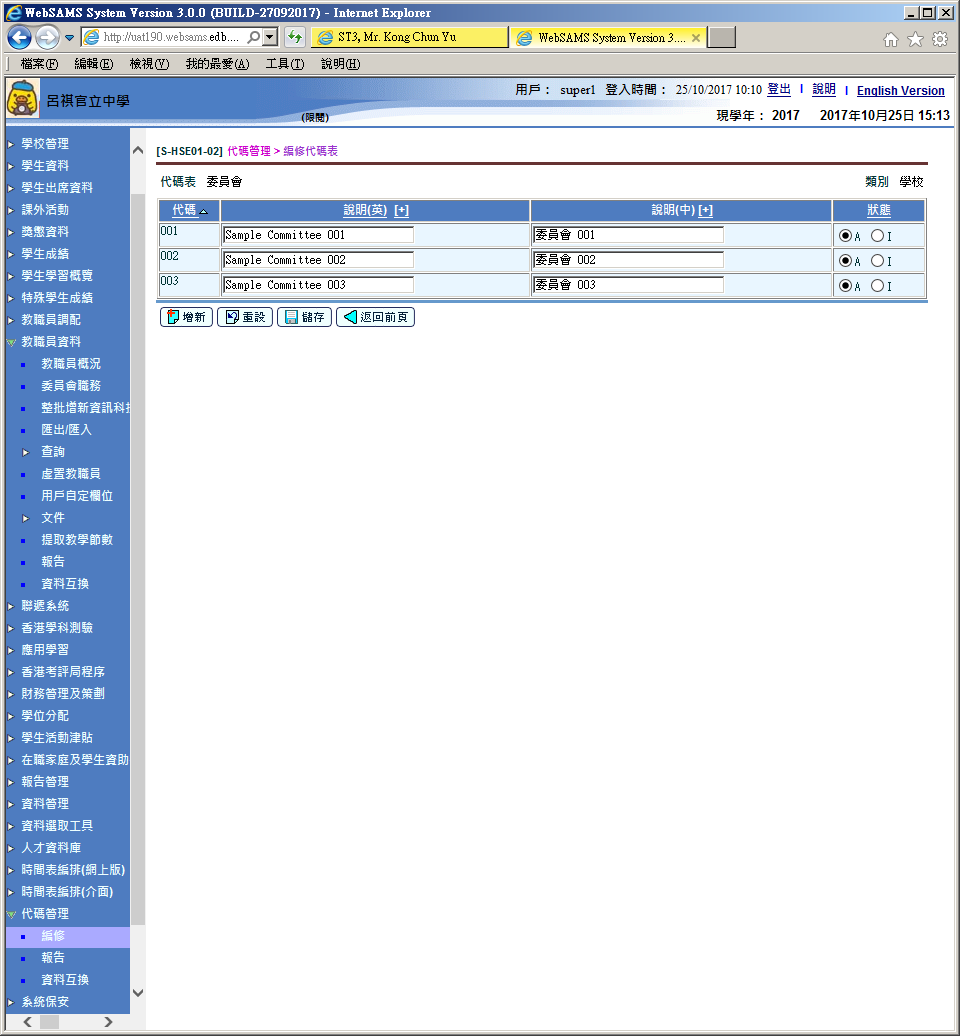 WebSAMS System Version 3.0.0 (BUILD-27092017) - Internet Explorer
http://uat190.websams.edb.... ST3, Mr. Kong Chun Yu WebSAMS System Version 3....
檔案(F) 編輯(E) 檢視(V) 我的最愛(A) 工具(T) 說明(H)
呂祺官立中學 用戶： super1 登入時間： 25/10/2017 10:10 登出 I 說明 I English Version
(限閱) 現學年： 2017 2017年10月25日 15:13
學校管理
學生資料
學生出席資料
課外活動
獎懲資料
學生成績
學生學習概覽
特殊學生成績
教職員調配
教職員資料
教職員概況
委員會職務
整批增新資訊科技
匯出/匯入
查詢
虛置教職員
用戶自定欄位
文件
提取教學節數
報告
資料互換
聯遞系統
香港學科測驗
應用學習
香港考評局程序
財務管理及策劃
學位分配
學生活動津貼
在職家庭及學生資助
報告管理
資料管理
資料選取工具
人才資料庫
時間表編排(網上版)
時間表編排(介面)
代碼管理
編修
報告
資料互換
系統保安
[S-HSE01-02] 代碼管理 > 編修代碼表
代碼表 委員會 類別 學校
代碼 說明(英) [+] 說明(中) [+] 狀態
001 Sample Committee 001 委員會 001 A I
002 Sample Committee 002 委員會 002 A I
003 Sample Committee 003 委員會 003 A I
增新 重設 儲存 返回前頁